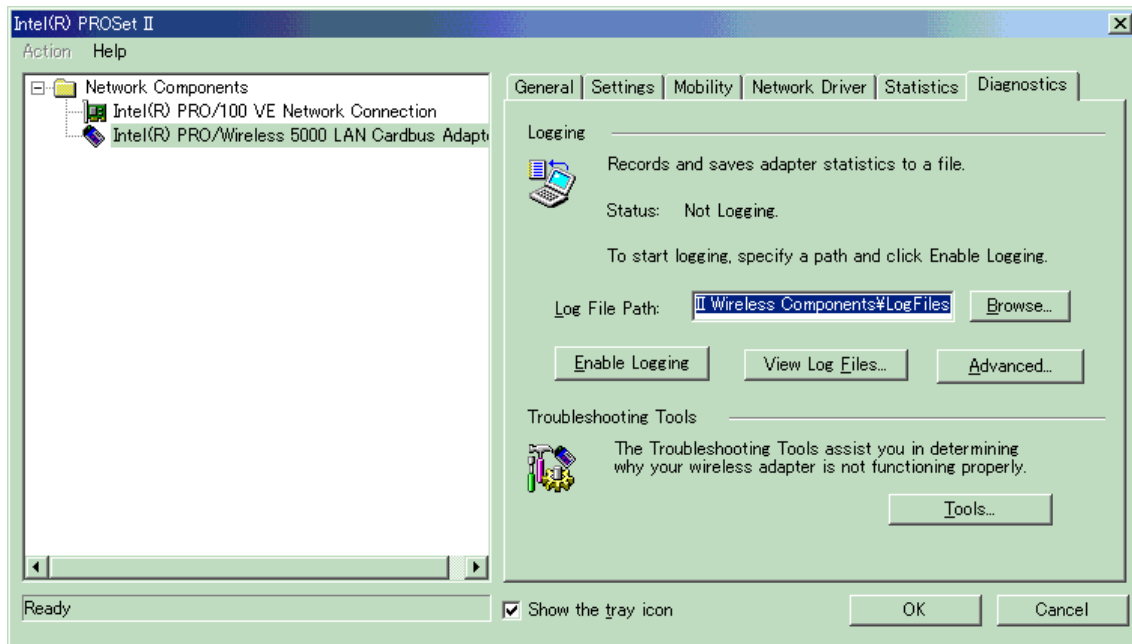 Intel(R) PROSet II
Action Help
Network Components
Intel(R) PRO/100 VE Network Connection
Intel(R) PRO/Wireless 5000 LAN Cardbus Adapt
General Settings Mobility Network Driver Statistics Diagnostics
Logging
Records and saves adapter statistics to a file.
Status: Not Logging.
To start logging, specify a path and click Enable Logging.
Log File Path: II Wireless Components¥LogFiles Browse...
Enable Logging View Log Files... Advanced...
Troubleshooting Tools
The Troubleshooting Tools assist you in determining
why your wireless adapter is not functioning properly.
Tools...
Ready
Show the tray icon OK Cancel